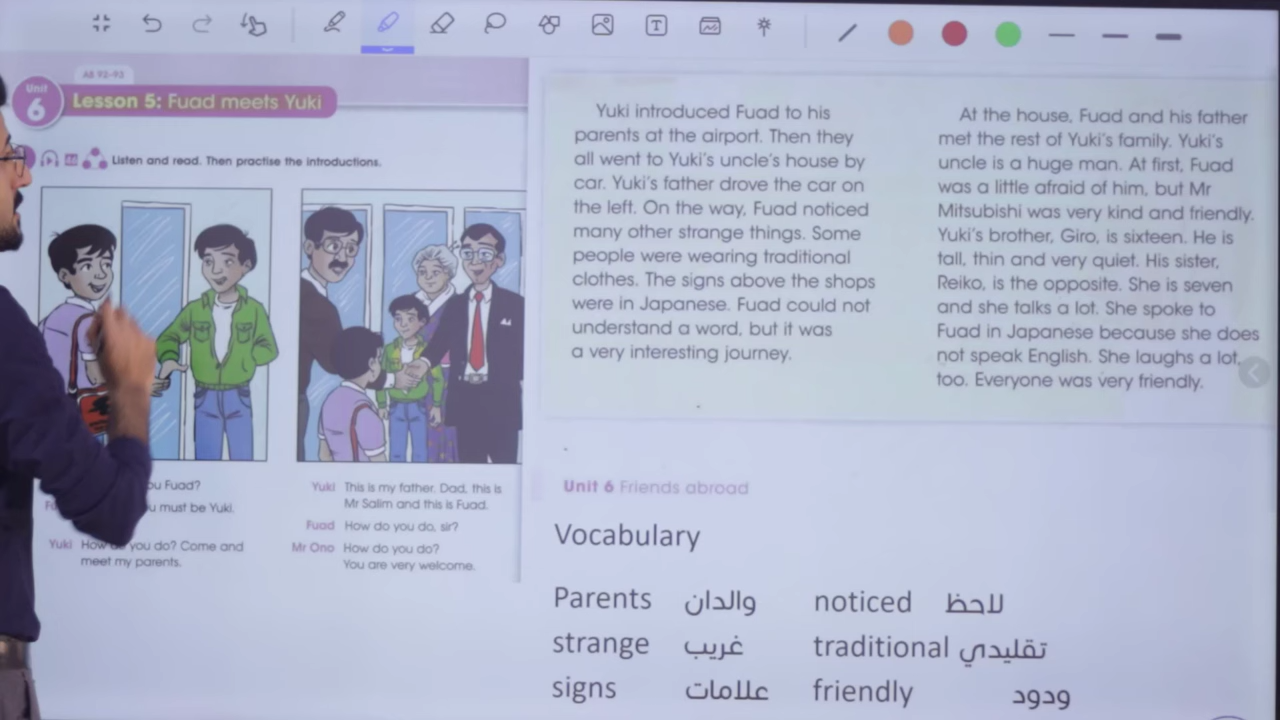 AB 92-93
Unit
6
Lesson 5: Fuad meets Yuki
Listen and read. Then practise the introductions.
Fuad?
must be Yuki.
Yuki How you do? Come and
meet my parents.
Yuki This is my father. Dad, this is
Mr Salim and this is Fuad.
Fuad How do you do, sir?
Mr Ono How do you do?
You are very welcome.
Yuki introduced Fuad to his
parents at the airport. Then they
all went to Yuki's uncle's house by
car. Yuki's father drove the car on
the left. On the way, Fuad noticed
many other strange things. Some
people were wearing traditional
clothes. The signs above the shops
were in Japanese. Fuad could not
understand a word, but it was
a very interesting journey.
At the house, Fuad and his father
met the rest of Yuki's family. Yuki's
uncle is a huge man. At first, Fuad
was a little afraid of him, but Mr
Mitsubishi was very kind and friendly.
Yuki's brother, Giro, is sixteen. He is
tall, thin and very quiet. His sister,
Reiko, is the opposite. She is seven
and she talks a lot. She spoke to
Fuad in Japanese because she does
not speak English. She laughs a lot,
too. Everyone was very friendly.
Unit 6 Friends abroad
Vocabulary
Parents والدان noticed لاحظ
strange غريب traditional تقليدي
signs علامات friendly ودود